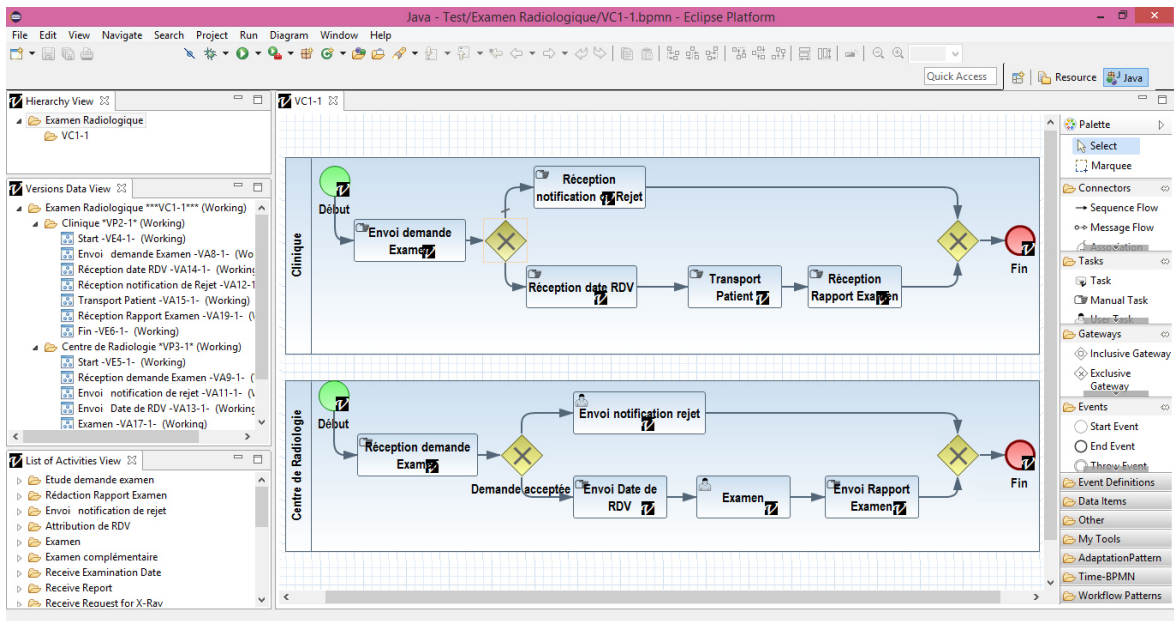 Java - Test/Examen Radiologique/VC1-1.bpmn - Eclipse Platform
File Edit View Navigate Search Project Run Diagram Window Help
Quick Access
Resource
Java
Hierarchy View
Examen Radiologique
VC1-1
Versions Data View
Examen Radiologique ***VC1-1*** (Working)
Clinique *VP2-1* (Working)
Start -VE4-1- (Working)
Envoi demande Examen -VA8-1- (Wo
Réception date RDV -VA14-1- (Working
Réception notification de Rejet -VA12-1
Transport Patient -VA15-1- (Working)
Réception Rapport Examen -VA19-1- (
Fin -VE6-1- (Working)
Centre de Radiologie *VP3-1* (Working)
Start -VE5-1- (Working)
Réception demande Examen -VA9-1- (
Envoi notification de rejet -VA11-1- (
Envoi Date de RDV -VA13-1- (Working
Examen -VA17-1- (Working)
List of Activities View
Etude demande examen
Rédaction Rapport Examen
Envoi notification de rejet
Attribution de RDV
Examen
Examen complémentaire
Receive Examination Date
Receive Report
Receive Request for X-Ray
VC1-1
Clinique
Début
Envoi demande
Examen
Réception
notification de Rejet
Réception date RDV
Transport
Patient
Réception
Rapport Examen
Fin
Centre de Radiologie
Début
Réception demande
Examen
Envoi notification rejet
Demande acceptée
Envoi Date de
RDV
Examen
Envoi Rapport
Examen
Fin
Palette
Select
Marquee
Connectors
Sequence Flow
Message Flow
Association
Tasks
Task
Manual Task
User Task
Gateways
Inclusive Gateway
Exclusive
Gateway
Events
Start Event
End Event
Throw Event
Event Definitions
Data Items
Other
My Tools
AdaptationPattern
Time-BPMN
Workflow Patterns